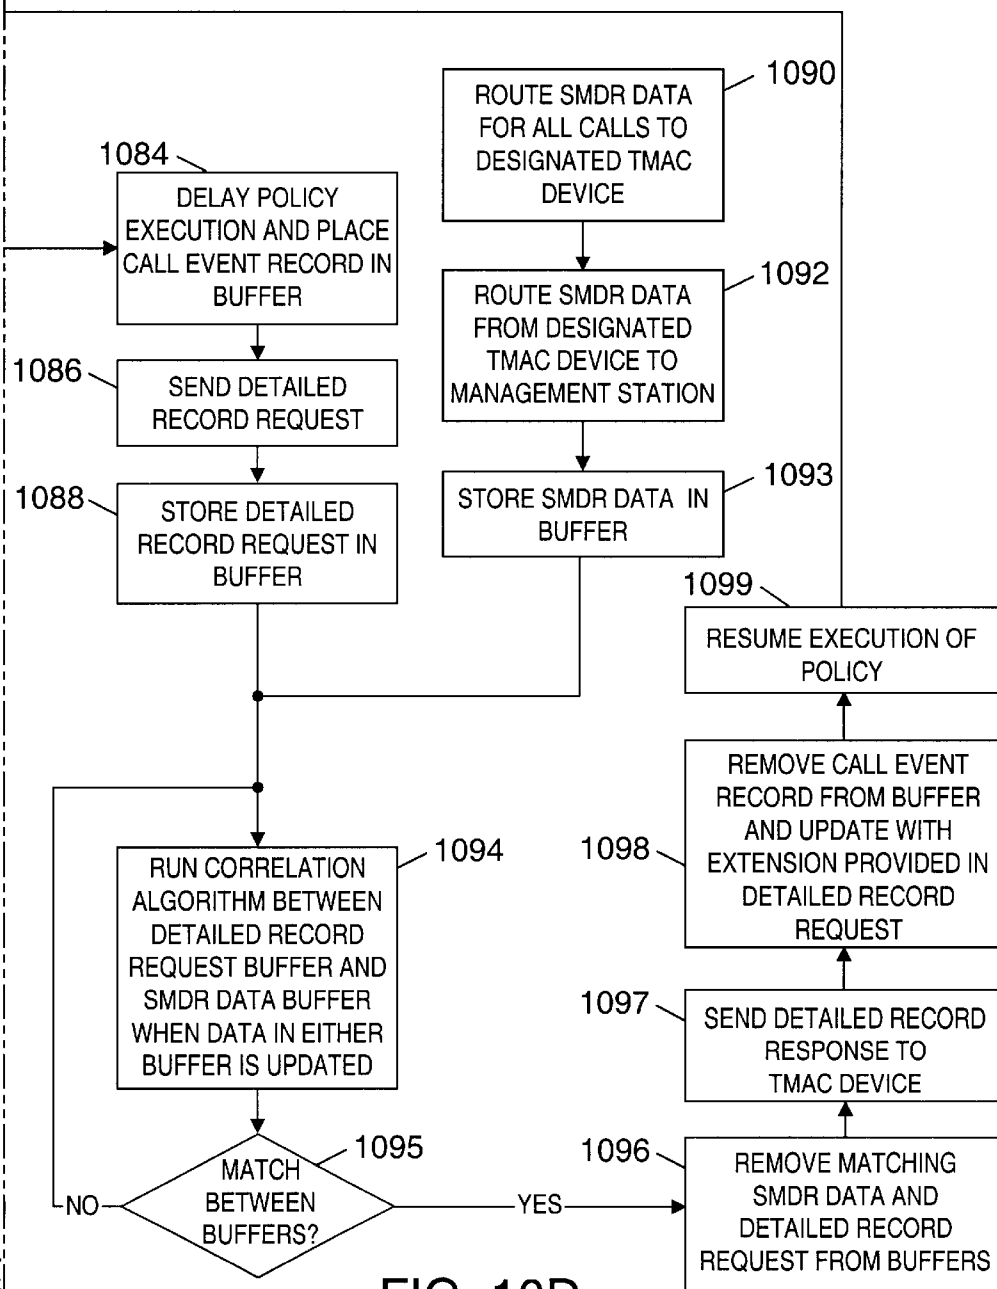 1090
ROUTE SMDR DATA
FOR ALL CALLS TO
DESIGNATED TMAC
DEVICE
1084
DELAY POLICY
EXECUTION AND PLACE
CALL EVENT RECORD IN
BUFFER
1092
ROUTE SMDR DATA
FROM DESIGNATED
TMAC DEVICE TO
MANAGEMENT STATION
1086
SEND DETAILED
RECORD REQUEST
1088
STORE DETAILED
RECORD REQUEST IN
BUFFER
1093
STORE SMDR DATA IN
BUFFER
1094
RUN CORRELATION
ALGORITHM BETWEEN
DETAILED RECORD
REQUEST BUFFER AND
SMDR DATA BUFFER
WHEN DATA IN EITHER
BUFFER IS UPDATED
1095
MATCH
BETWEEN
BUFFERS?
NO
YES
1096
REMOVE MATCHING
SMDR DATA AND
DETAILED RECORD
REQUEST FROM BUFFERS
1097
SEND DETAILED RECORD
RESPONSE TO
TMAC DEVICE
1098
REMOVE CALL EVENT
RECORD FROM BUFFER
AND UPDATE WITH
EXTENSION PROVIDED IN
DETAILED RECORD
REQUEST
1099
RESUME EXECUTION OF
POLICY